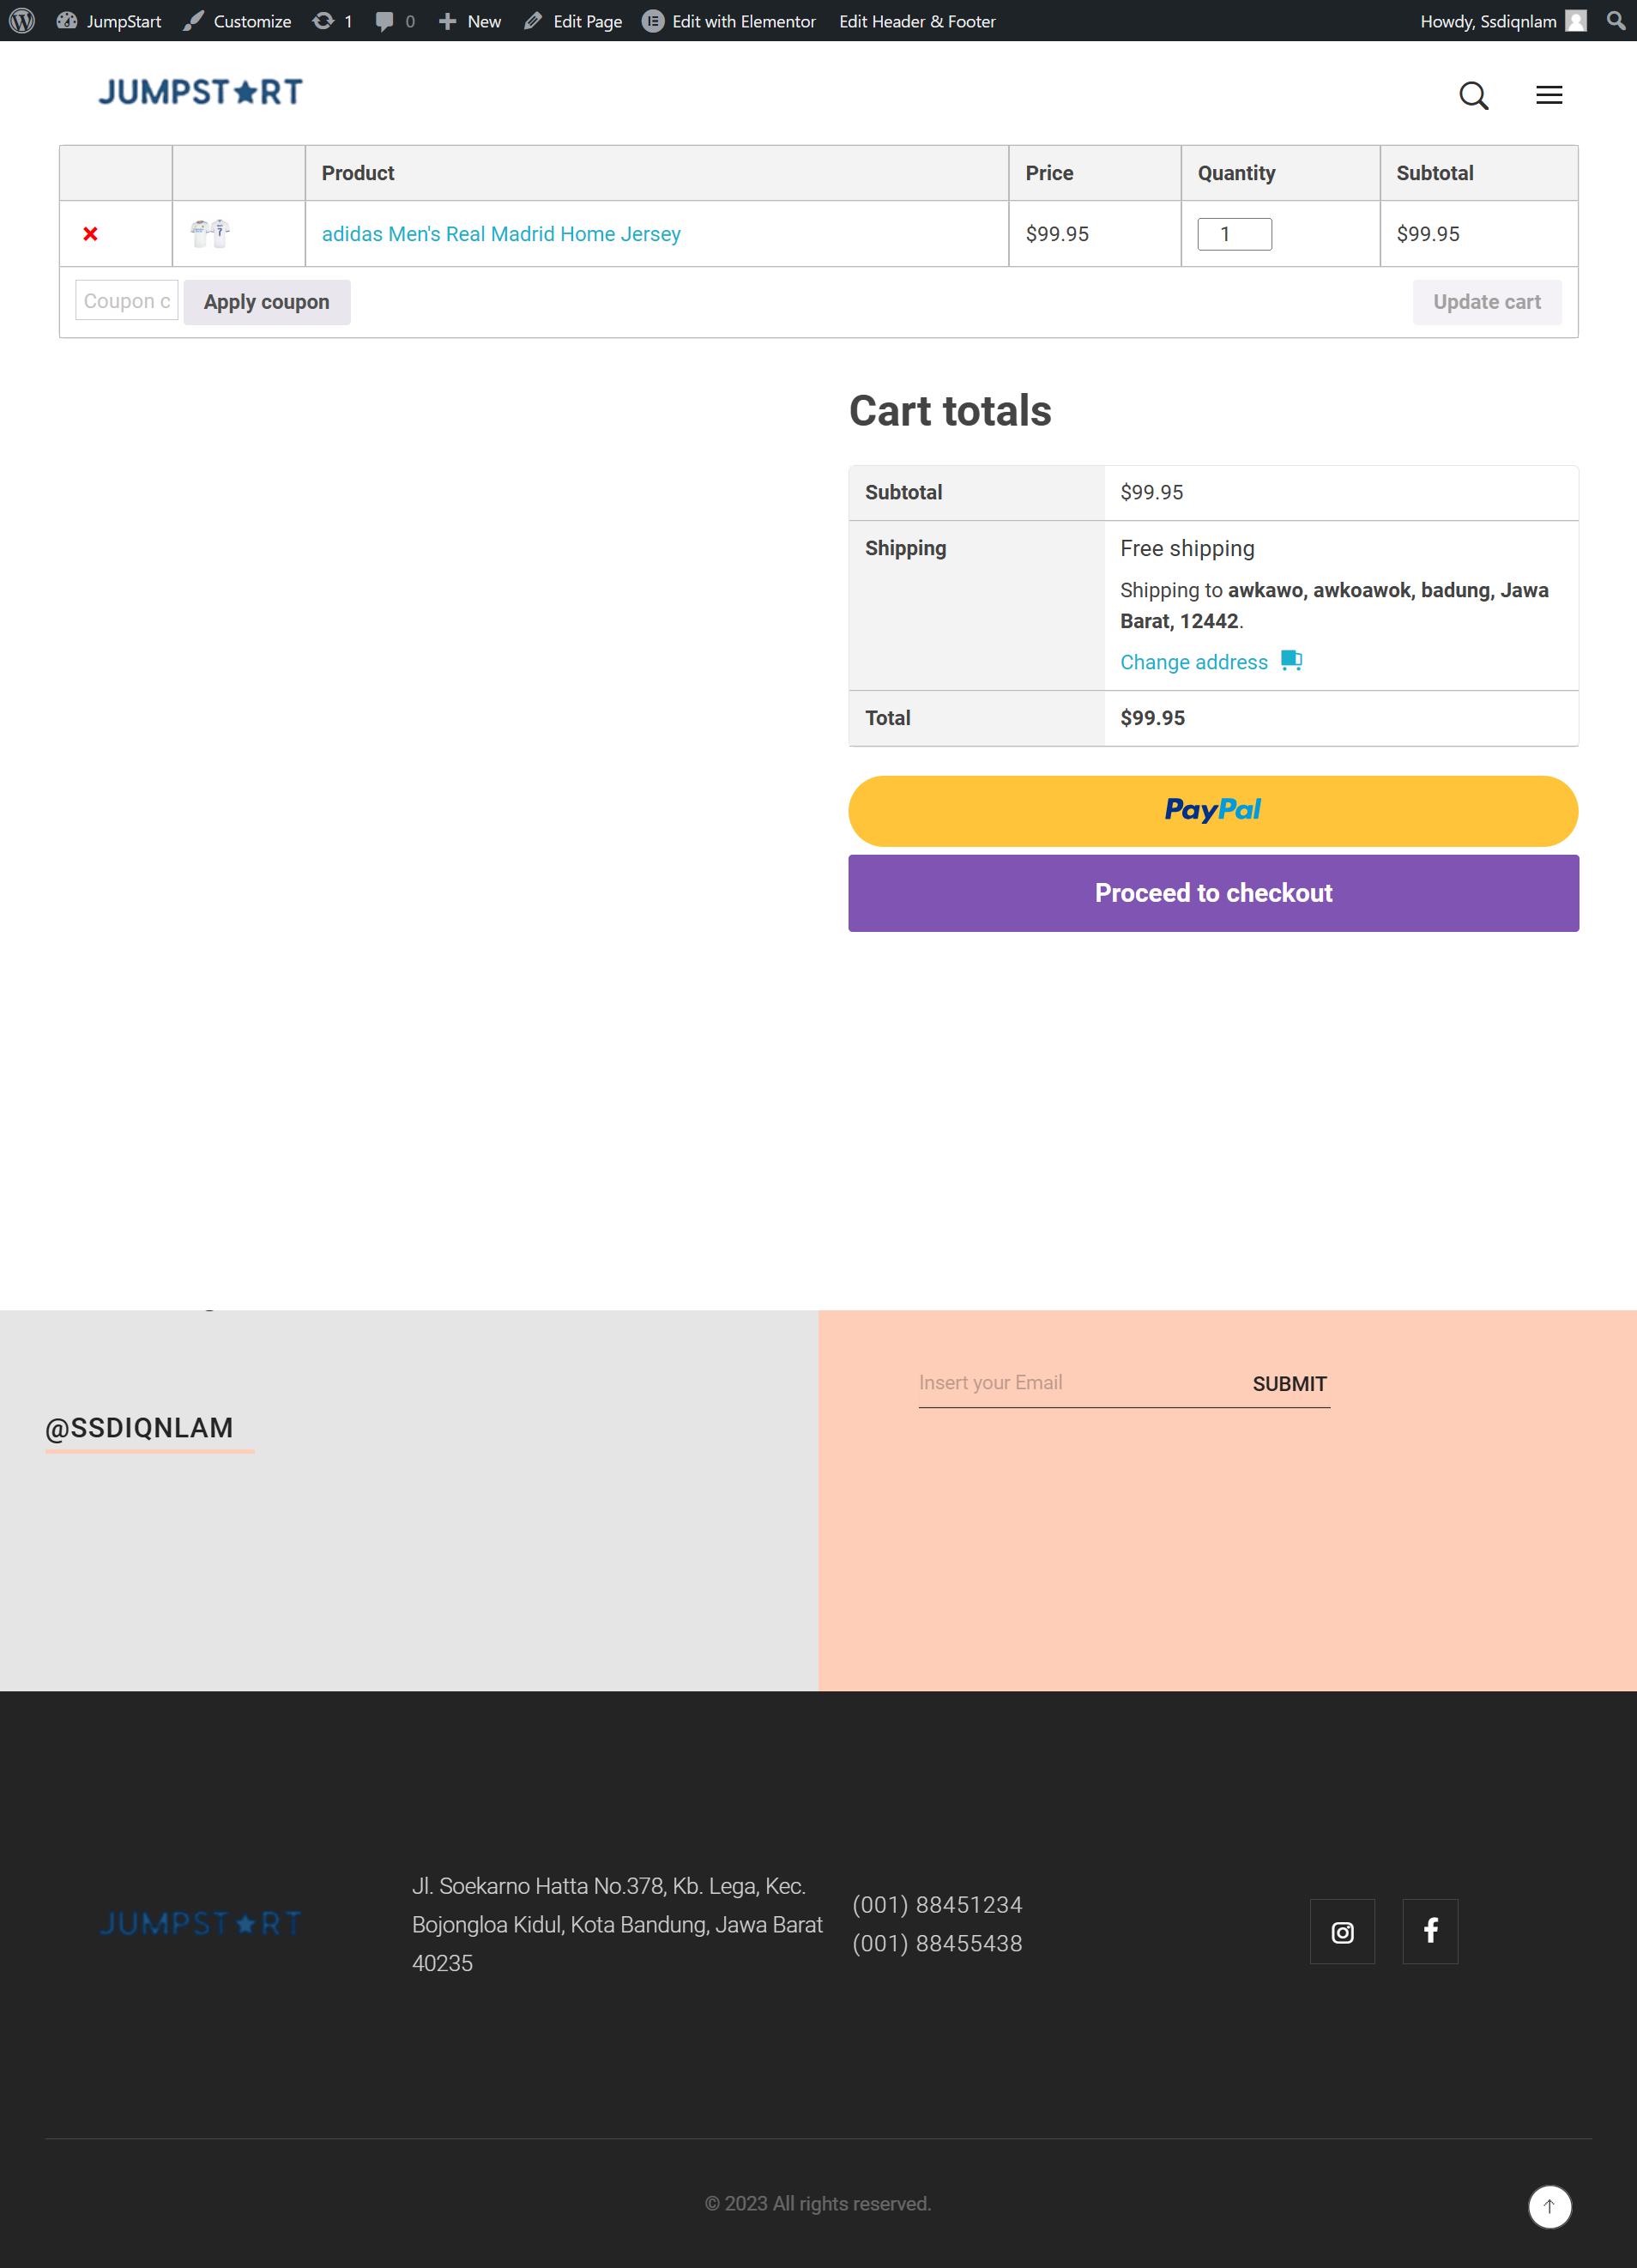 JumpStart Customize 1 0 New Edit Page Edit with Elementor Edit Header & Footer Howdy, Ssdiqnlam
JUMPST★RT
Product Price Quantity Subtotal
adidas Men's Real Madrid Home Jersey $99.95 1 $99.95
Coupon c Apply coupon Update cart
Cart totals
Subtotal $99.95
Shipping Free shipping
Shipping to awkawo, awkoawok, badung, Jawa
Barat, 12442.
Change address
Total $99.95
PayPal
Proceed to checkout
Insert your Email SUBMIT
@SSDIQNLAM
JUMPST★RT
Jl. Soekarno Hatta No.378, Kb. Lega, Kec.
Bojongloa Kidul, Kota Bandung, Jawa Barat
40235
(001) 88451234
(001) 88455438
© 2023 All rights reserved.